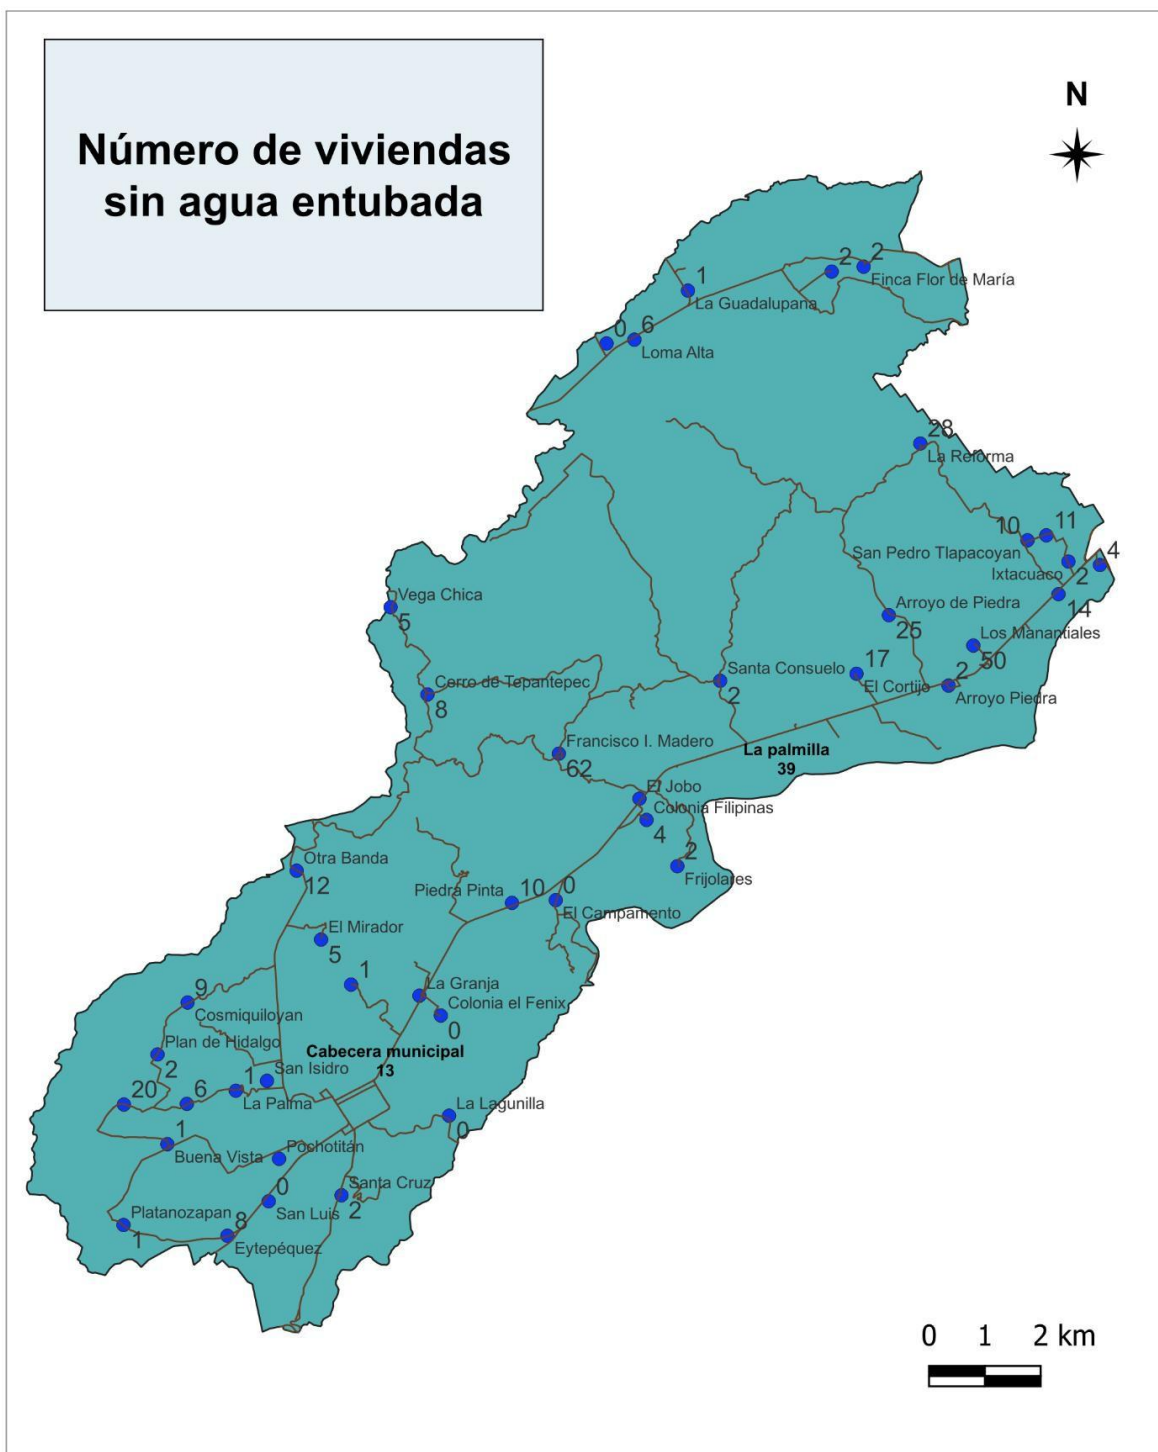 Número de viviendas
sin agua entubada
N
2
2
Finca Flor de María
1
La Guadalupana
0
6
Loma Alta
28
La Reforma
10
11
San Pedro Tlapacoyan
4
Ixtacuaco
2
14
Vega Chica
5
Arroyo de Piedra
25
Los Manantiales
50
Santa Consuelo
2
17
El Cortijo
2
Arroyo Piedra
Cerro de Tepantepec
8
Francisco I. Madero
62
La palmilla
39
El Jobo
Colonia Filipinas
4
2
Frijolares
Otra Banda
12
Piedra Pinta
10
0
El Campamento
El Mirador
5
1
La Granja
Colonia el Fenix
0
9
Cosmiquiloyan
Plan de Hidalgo
2
Cabecera municipal
13
San Isidro
20
6
1
La Palma
La Lagunilla
0
1
Buena Vista
Pochotitán
0
San Luis
Santa Cruz
2
Platanozapan
1
8
Eytepéquez
0 1 2 km